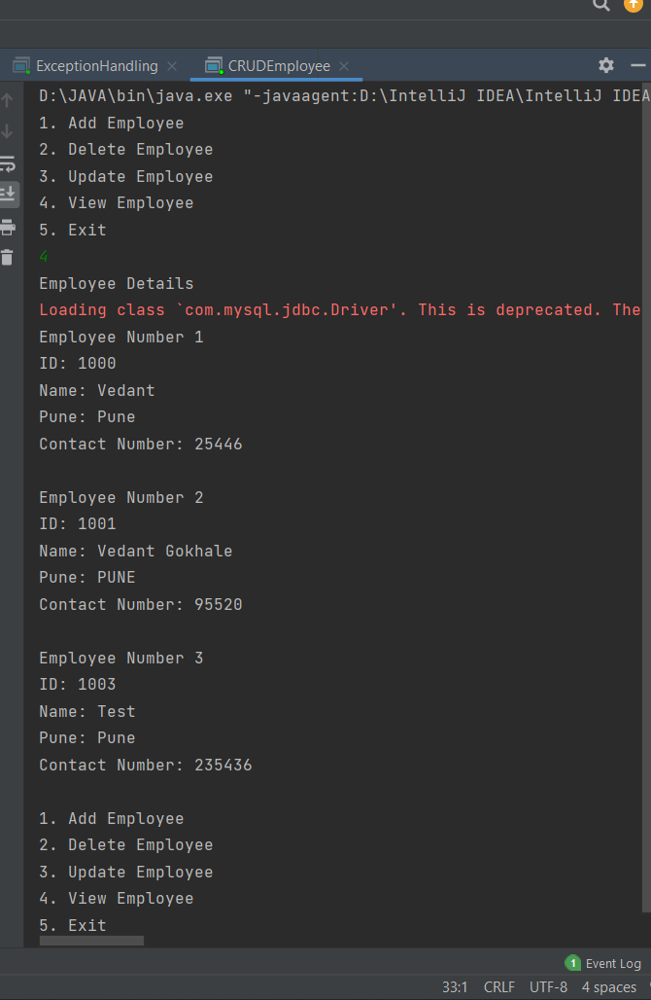 ExceptionHandling CRUDEmployee
D:\JAVA\bin\java.exe "-javaagent:D:\IntelliJ IDEA\IntelliJ IDEA
1. Add Employee
2. Delete Employee
3. Update Employee
4. View Employee
5. Exit
4
Employee Details
Loading class `com.mysql.jdbc.Driver'. This is deprecated. The
Employee Number 1
ID: 1000
Name: Vedant
Pune: Pune
Contact Number: 25446
Employee Number 2
ID: 1001
Name: Vedant Gokhale
Pune: PUNE
Contact Number: 95520
Employee Number 3
ID: 1003
Name: Test
Pune: Pune
Contact Number: 235436
1. Add Employee
2. Delete Employee
3. Update Employee
4. View Employee
5. Exit
1 Event Log
33:1 CRLF UTF-8 4 spaces